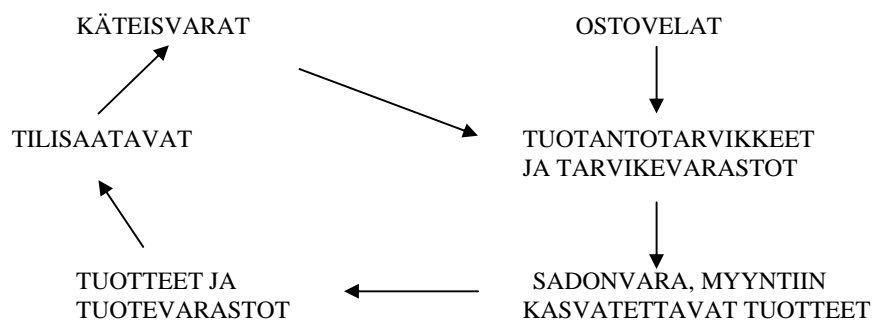 KÄTEISVARAT
OSTOVELAT
TILISAATAVAT
TUOTANTOTARVIKKEET
JA TARVIKEVARASTOT
TUOTTEET JA
TUOTEVARASTOT
SADONVARA, MYYNTIIN
KASVATETTAVAT TUOTTEET